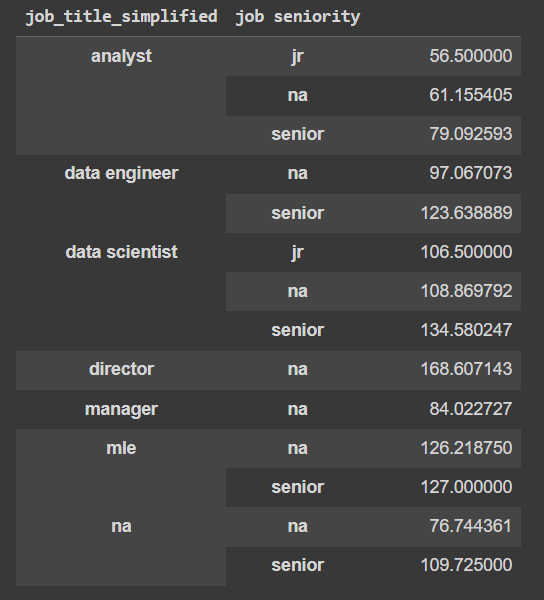 job_title_simplified job seniority
analyst jr 56.500000
na 61.155405
senior 79.092593
data engineer na 97.067073
senior 123.638889
data scientist jr 106.500000
na 108.869792
senior 134.580247
director na 168.607143
manager na 84.022727
mle na 126.218750
senior 127.000000
na na 76.744361
senior 109.725000